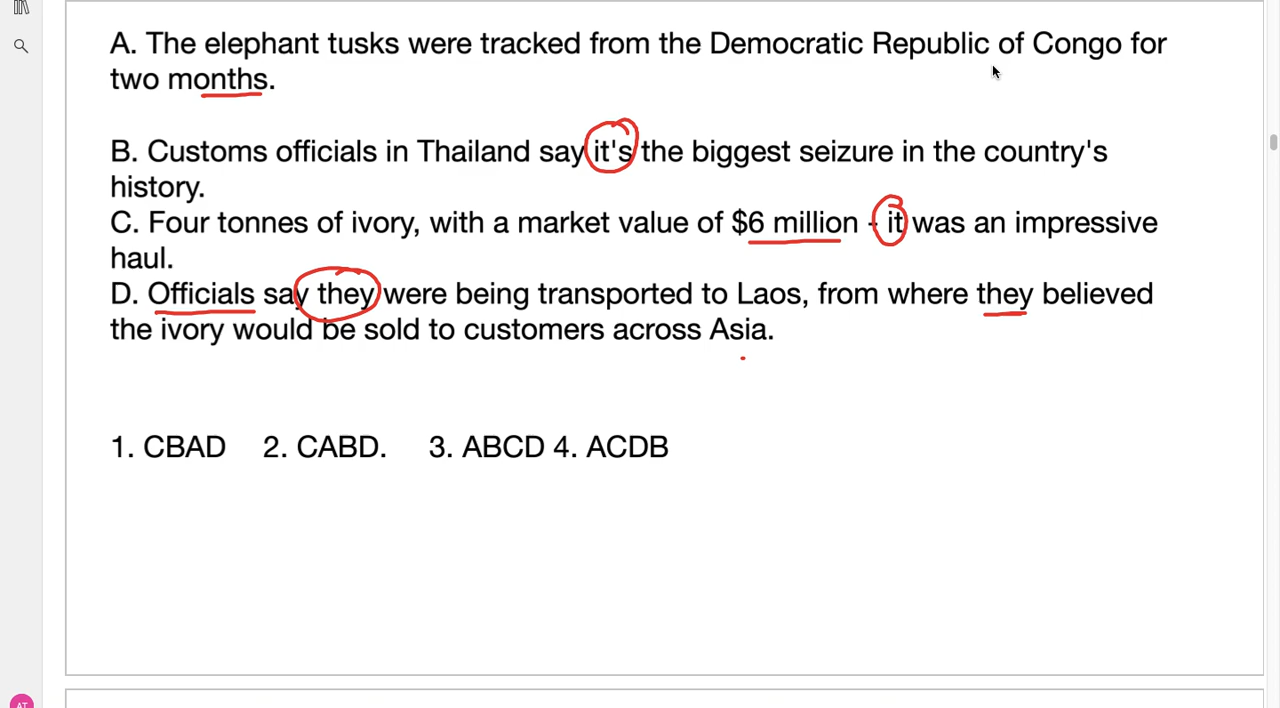 A. The elephant tusks were tracked from the Democratic Republic of Congo for
two months.
B. Customs officials in Thailand say it's the biggest seizure in the country's
history.
C. Four tonnes of ivory, with a market value of $6 million - it was an impressive
haul.
D. Officials say they were being transported to Laos, from where they believed
the ivory would be sold to customers across Asia.
1. CBAD 2. CABD. 3. ABCD 4. ACDB
AT